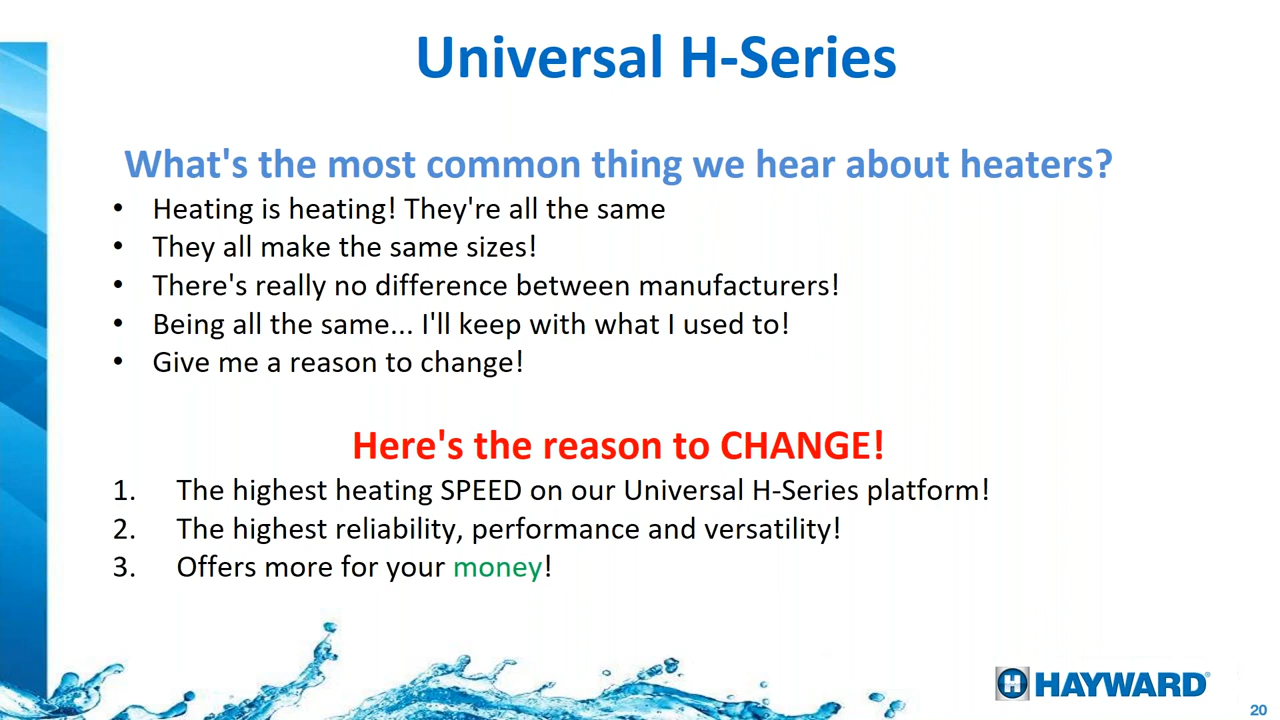 Universal H-Series
What's the most common thing we hear about heaters?
• Heating is heating! They're all the same
• They all make the same sizes!
• There's really no difference between manufacturers!
• Being all the same... I'll keep with what I used to!
• Give me a reason to change!
Here's the reason to CHANGE!
1. The highest heating SPEED on our Universal H-Series platform!
2. The highest reliability, performance and versatility!
3. Offers more for your money!
H HAYWARD®
20